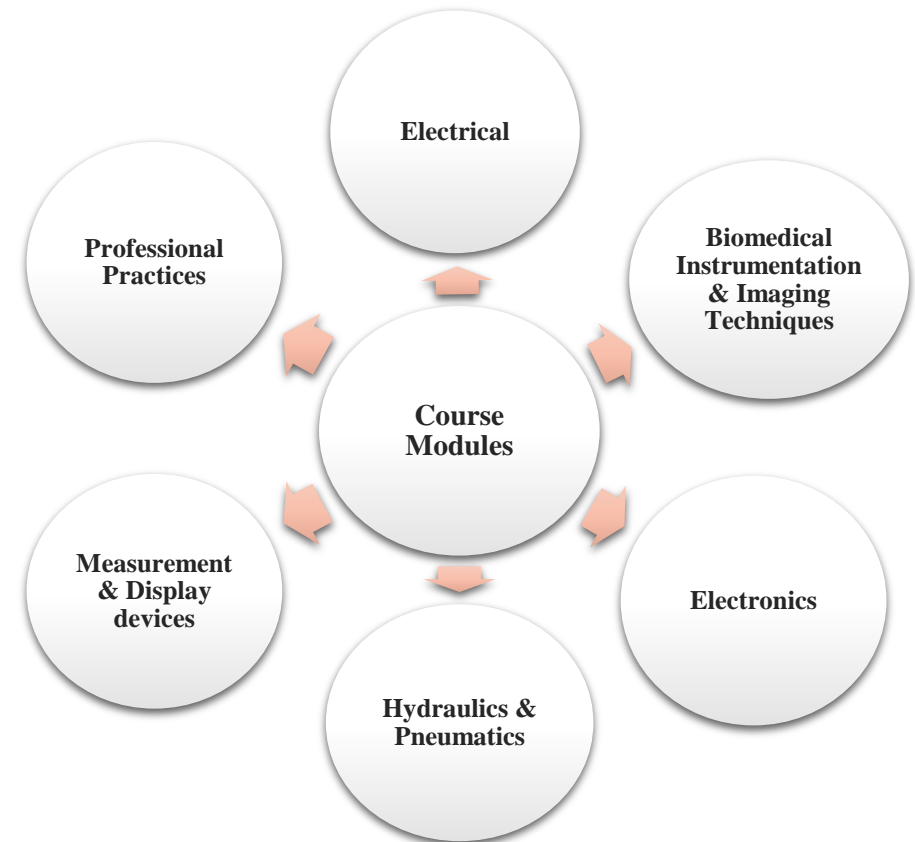 Electrical
Professional
Practices
Biomedical
Instrumentation
& Imaging
Techniques
Course
Modules
Measurement
& Display
devices
Electronics
Hydraulics &
Pneumatics